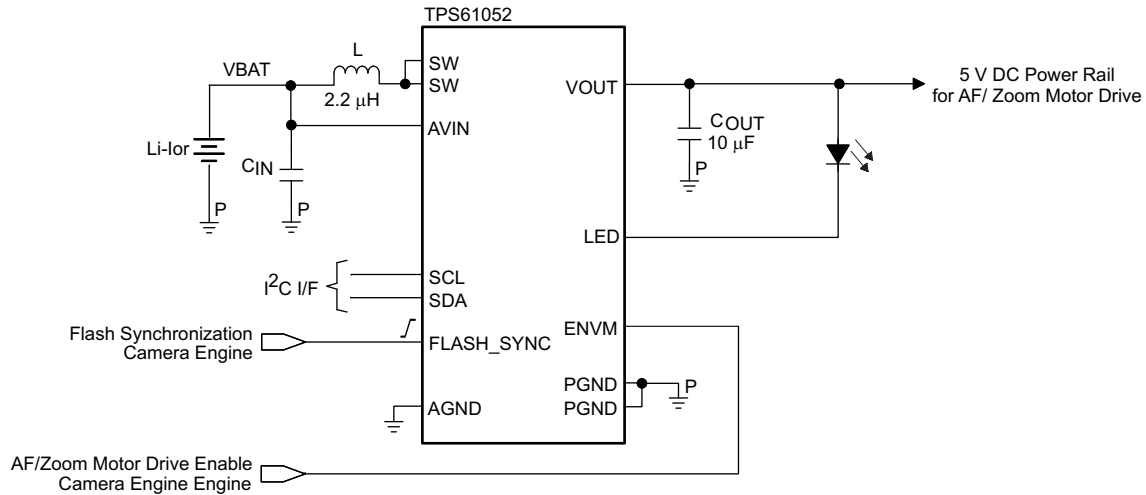 TPS61052
L
VBAT
SW
SW
2.2 μH
VOUT
5 V DC Power Rail
for AF/ Zoom Motor Drive
AVIN
COUT
10 μF
Li-Ior
CIN
P
P
P
LED
I2C I/F
SCL
SDA
ENVM
Flash Synchronization
Camera Engine
FLASH_SYNC
PGND
P
PGND
AGND
AF/Zoom Motor Drive Enable
Camera Engine Engine